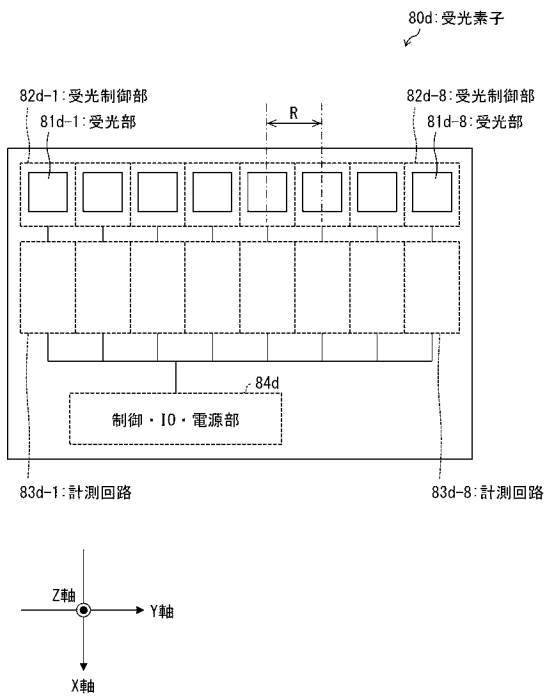 80d:受光素子
82d-1:受光制御部
82d-8:受光制御部
81d-1:受光部
R
81d-8:受光部
84d
制御・IO・電源部
83d-1:計測回路
83d-8:計測回路
Z軸
Y軸
X軸